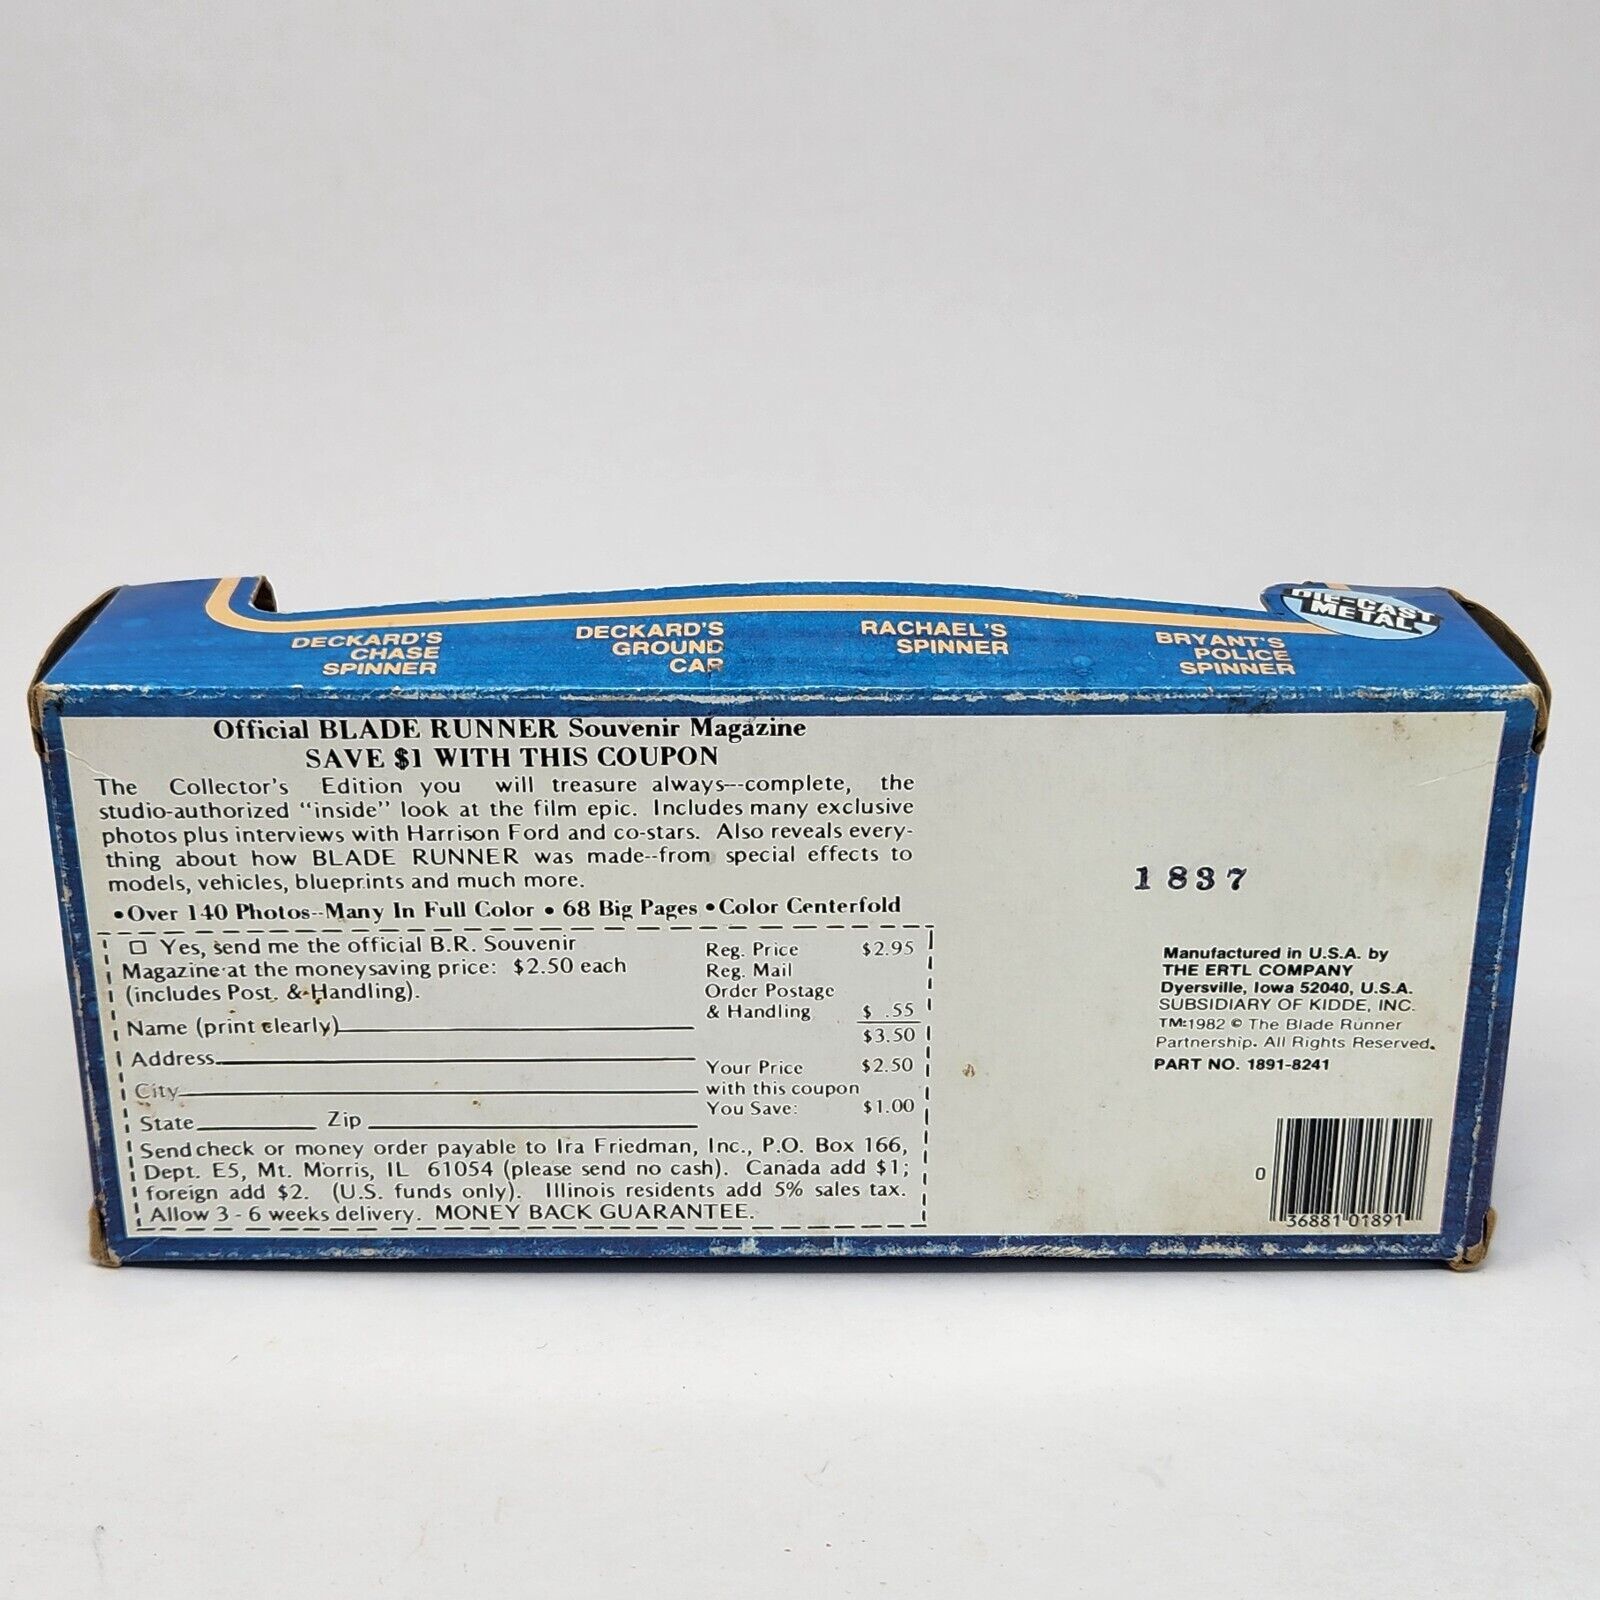 DECKARD'S
CHASE
SPINNER
DECKARD'S
GROUND
CAR
RACHAEL'S
SPINNER
BRYANT'S
POLICE
SPINNER
DIE-CAST
METAL
Official BLADE RUNNER Souvenir Magazine
SAVE $1 WITH THIS COUPON
The Collector's Edition you will treasure always---complete, the
studio-authorized "inside" look at the film epic. Includes many exclusive
photos plus interviews with Harrison Ford and co-stars. Also reveals every-
thing about how BLADE RUNNER was made--from special effects to
models, vehicles, blueprints and much more.
•Over 140 Photos--Many In Full Color • 68 Big Pages •Color Centerfold
☐ Yes, send me the official B.R. Souvenir
Magazine at the moneysaving price: $2.50 each
(includes Post. & Handling).
Name (print clearly)
Address
City
State Zip
Reg. Price $2.95
Reg. Mail
Order Postage
& Handling $ .55
$3.50
Your Price $2.50
with this coupon
You Save: $1.00
Send check or money order payable to Ira Friedman, Inc., P.O. Box 166,
Dept. E5, Mt. Morris, IL 61054 (please send no cash). Canada add $1;
foreign add $2. (U.S. funds only). Illinois residents add 5% sales tax.
Allow 3 - 6 weeks delivery. MONEY BACK GUARANTEE.
1837
Manufactured in U.S.A. by
THE ERTL COMPANY
Dyersville, Iowa 52040, U.S.A.
SUBSIDIARY OF KIDDE, INC.
TM:1982 © The Blade Runner
Partnership. All Rights Reserved.
PART NO. 1891-8241
0 36881 01891